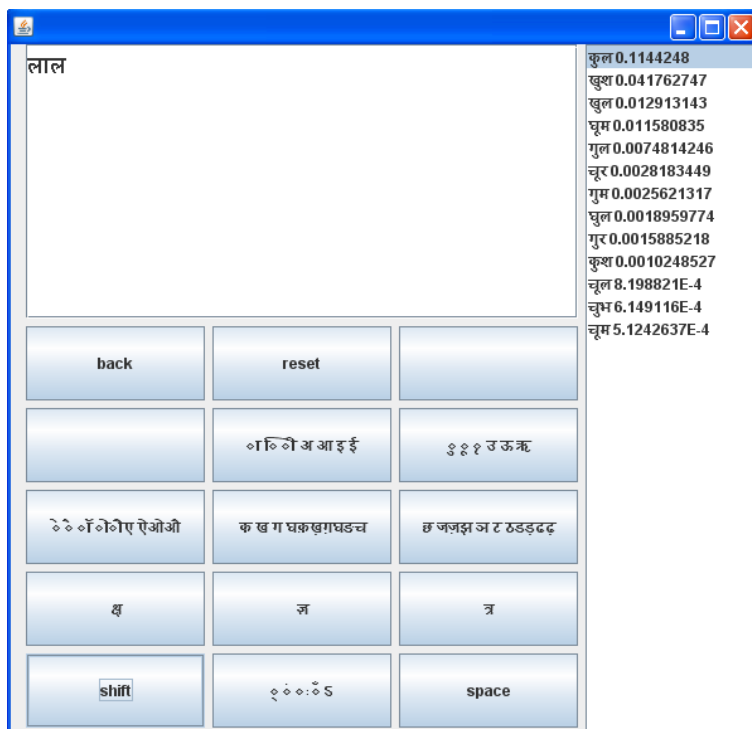 लाल
कुल 0.1144248
खुश 0.041762747
खुल 0.012913143
घूम 0.011580835
गुल 0.0074814246
चूर 0.0028183449
गुम 0.0025621317
घुल 0.0018959774
गुर 0.0015885218
कुश 0.0010248527
चूल 8.198821E-4
चुभ 6.149116E-4
चूम 5.1242637E-4
back reset
ा ि ी अ आ इ ई ु ू ृ उ ऊ ऋ
े ै ॉ ो ौ ए ऐ ओ औ क ख ग घ क़ ख़ ग़ घ ङ च छ ज ज़ झ ञ ट ठ ड ड़ ढ ढ़
क्ष ज्ञ त्र
shift ् ं ः ँ ऽ space